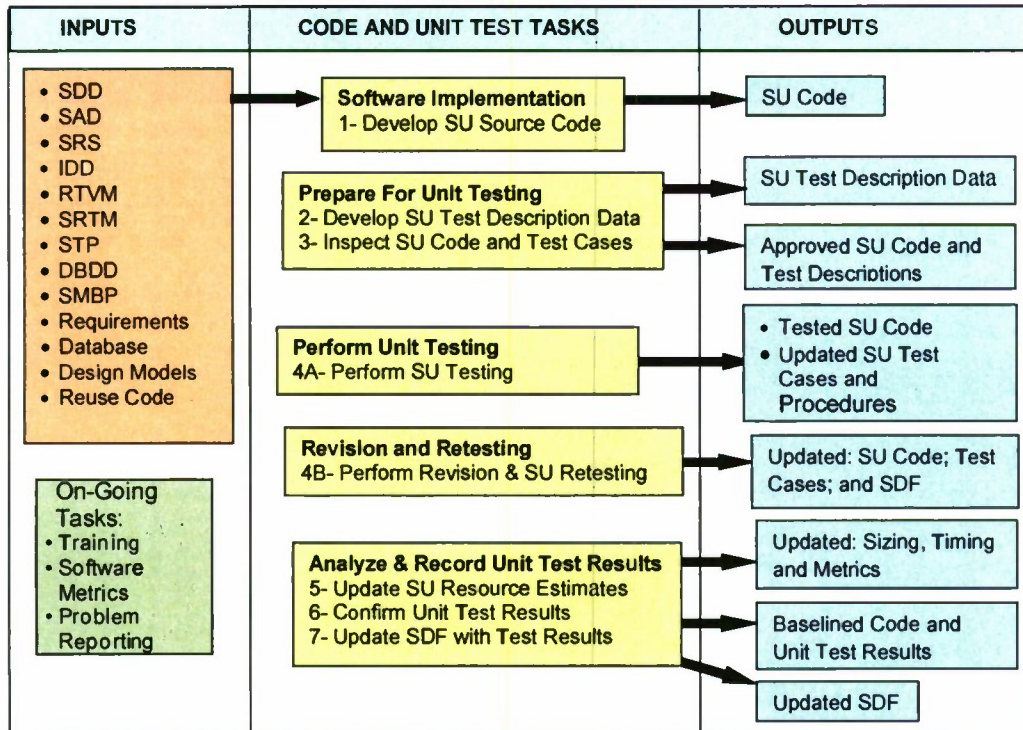 INPUTS
CODE AND UNIT TEST TASKS
OUTPUTS
• SDD
• SAD
• SRS
• IDD
• RTVM
• SRTM
• STP
• DBDD
• SMBP
• Requirements
• Database
• Design Models
• Reuse Code
On-Going
Tasks:
• Training
• Software
Metrics
• Problem
Reporting
Software Implementation
1- Develop SU Source Code
Prepare For Unit Testing
2- Develop SU Test Description Data
3- Inspect SU Code and Test Cases
Perform Unit Testing
4A- Perform SU Testing
Revision and Retesting
4B- Perform Revision & SU Retesting
Analyze & Record Unit Test Results
5- Update SU Resource Estimates
6- Confirm Unit Test Results
7- Update SDF with Test Results
SU Code
SU Test Description Data
Approved SU Code and
Test Descriptions
• Tested SU Code
• Updated SU Test
Cases and
Procedures
Updated: SU Code; Test
Cases; and SDF
Updated: Sizing, Timing
and Metrics
Baselined Code and
Unit Test Results
Updated SDF